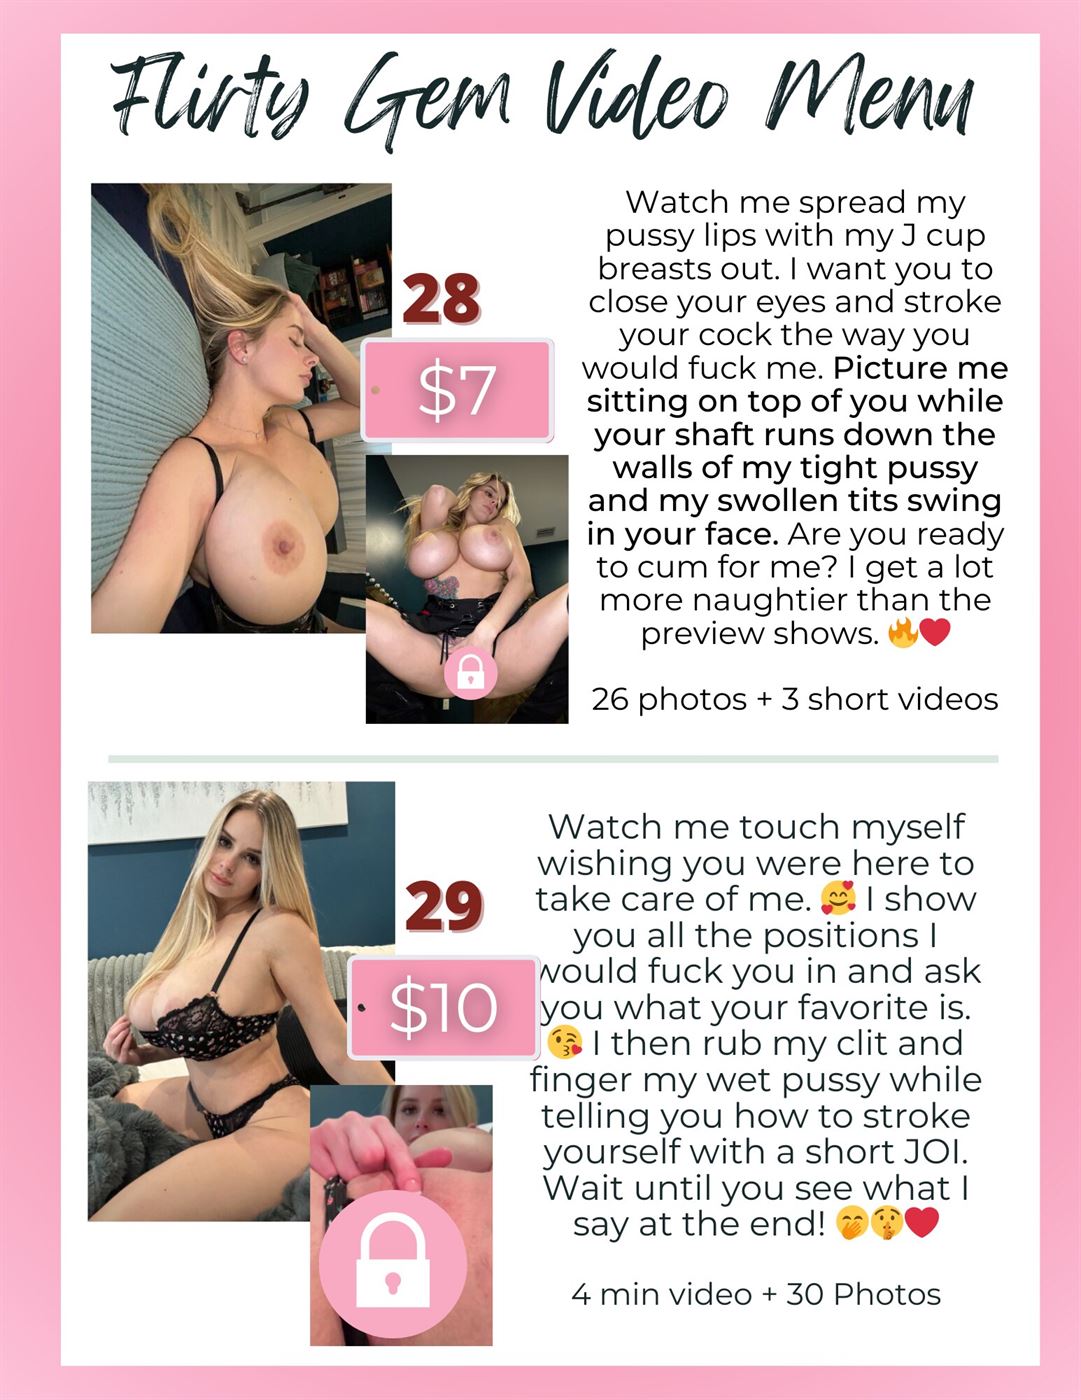 Flirty Gem Video Menu
28
$7
Watch me spread my
pussy lips with my J cup
breasts out. I want you to
close your eyes and stroke
your cock the way you
would fuck me. Picture me
sitting on top of you while
your shaft runs down the
walls of my tight pussy
and my swollen tits swing
in your face. Are you ready
to cum for me? I get a lot
more naughtier than the
preview shows. 🔥❤️
26 photos + 3 short videos
29
$10
Watch me touch myself
wishing you were here to
take care of me. 🥰 I show
you all the positions I
would fuck you in and ask
you what your favorite is.
😘 I then rub my clit and
finger my wet pussy while
telling you how to stroke
yourself with a short JOI.
Wait until you see what I
say at the end! 🤭🤫❤️
4 min video + 30 Photos